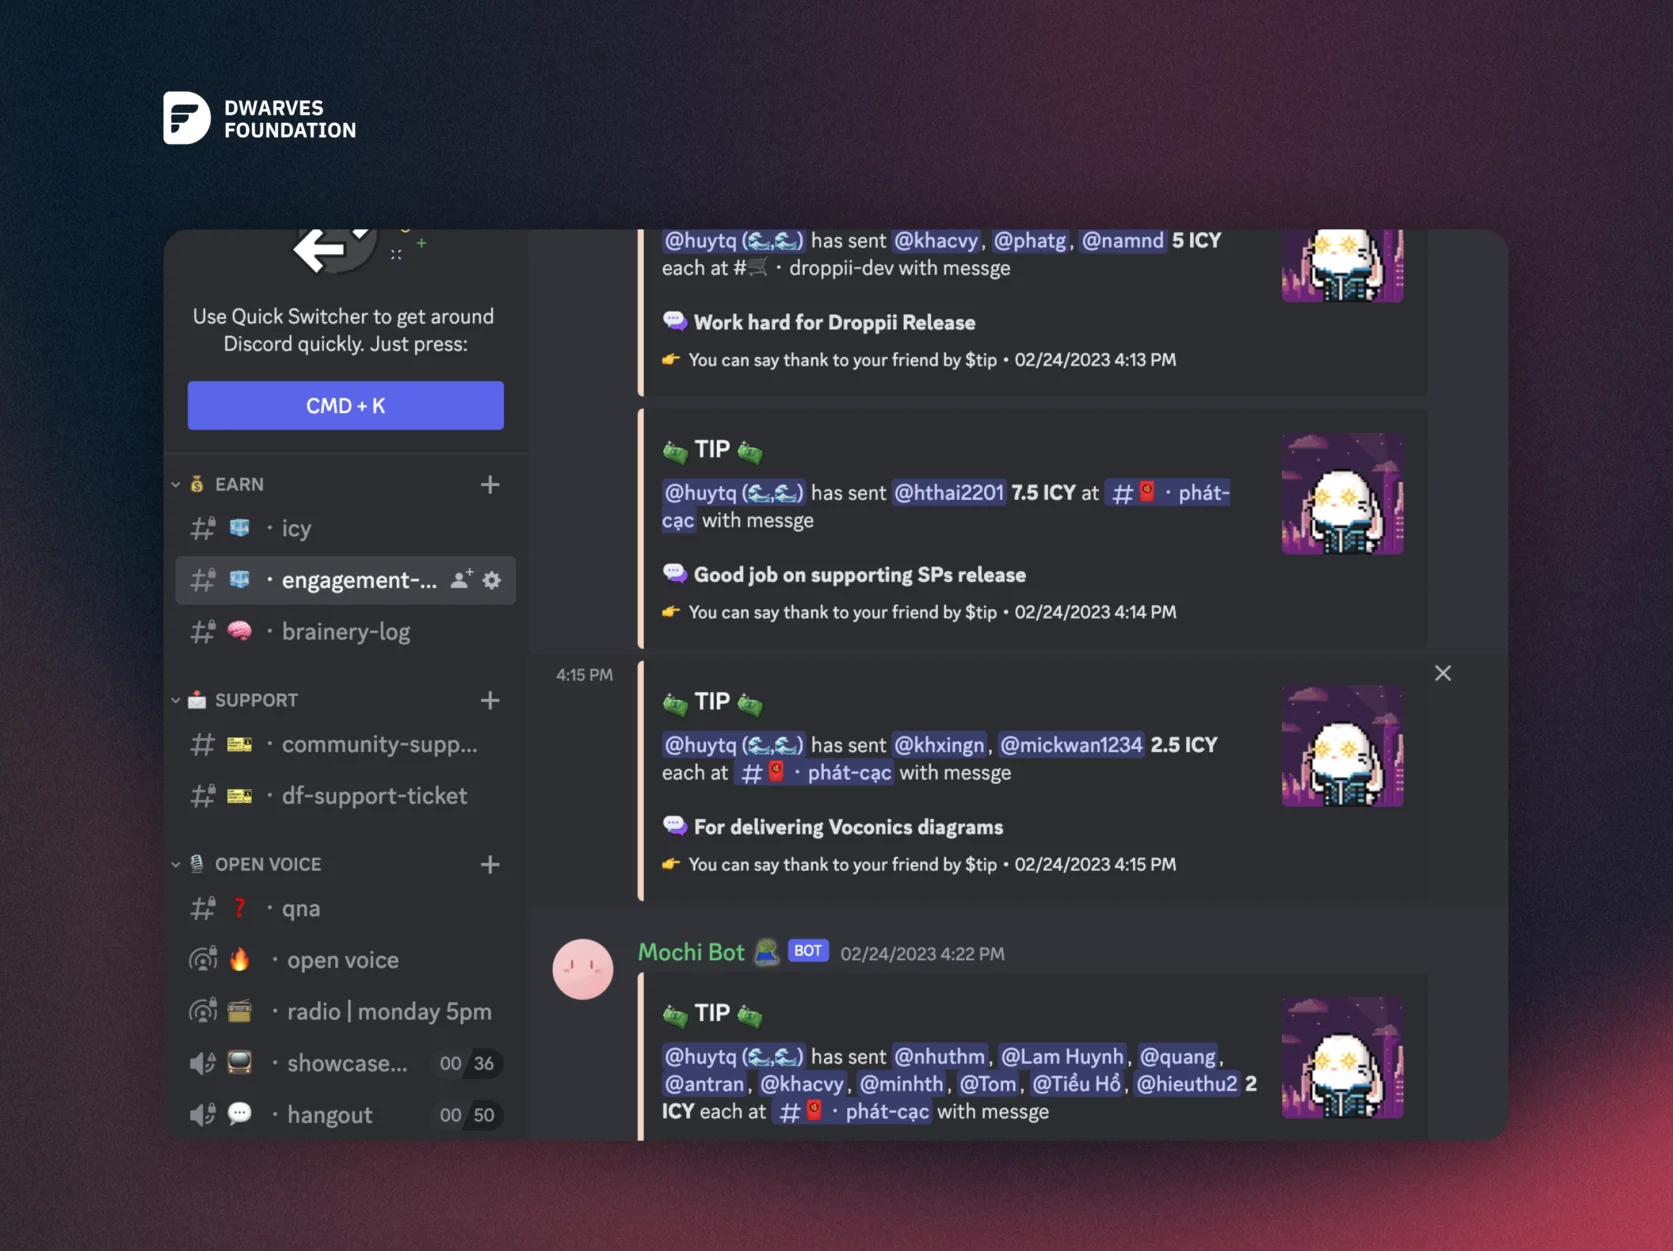 DWARVES
FOUNDATION
Use Quick Switcher to get around
Discord quickly. Just press:
CMD + K
EARN
· icy
· engagement-...
· brainery-log
SUPPORT
· community-supp...
· df-support-ticket
OPEN VOICE
· qna
· open voice
· radio | monday 5pm
· showcase... 00 36
· hangout 00 50
@huytq (🌊,🌊) has sent @khacvy, @phatg, @namnd 5 ICY
each at #🛒 · droppii-dev with messge
💬 Work hard for Droppii Release
👉 You can say thank to your friend by $tip • 02/24/2023 4:13 PM
TIP
@huytq (🌊,🌊) has sent @hthai2201 7.5 ICY at #🧧 · phát-
cạc with messge
💬 Good job on supporting SPs release
👉 You can say thank to your friend by $tip • 02/24/2023 4:14 PM
4:15 PM
TIP
@huytq (🌊,🌊) has sent @khxingn, @mickwan1234 2.5 ICY
each at #🧧 · phát-cạc with messge
💬 For delivering Voconics diagrams
👉 You can say thank to your friend by $tip • 02/24/2023 4:15 PM
Mochi Bot BOT 02/24/2023 4:22 PM
TIP
@huytq (🌊,🌊) has sent @nhuthm, @Lam Huynh, @quang,
@antran, @khacvy, @minhth, @Tom, @Tiểu Hổ, @hieuthu2 2
ICY each at #🧧 · phát-cạc with messge